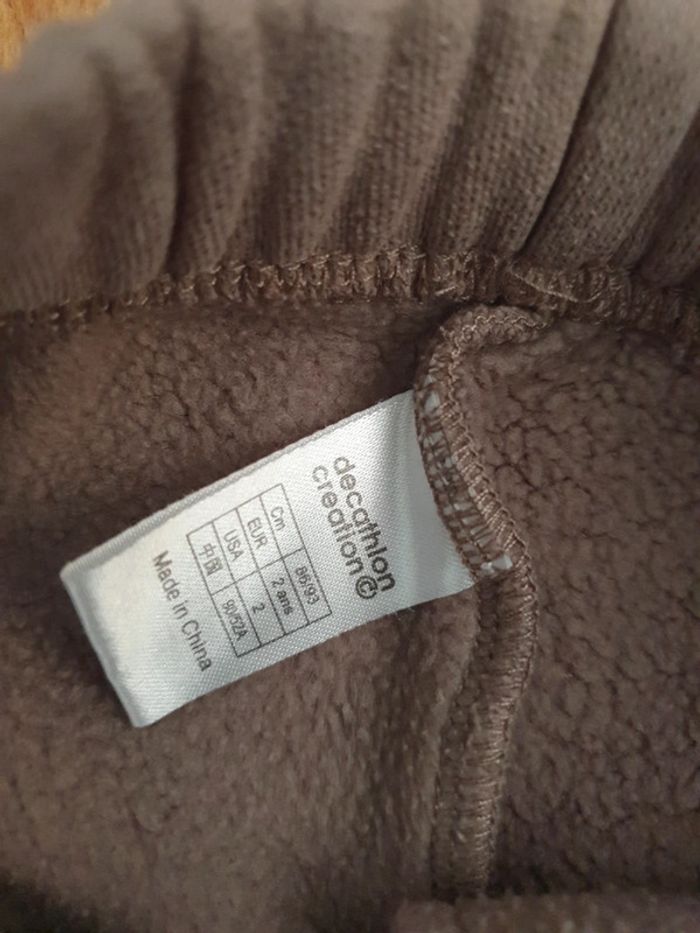 decathlon
creation©
Cm 86/93
EUR 2 ans
USA 2
中国 90/52A
Made in China